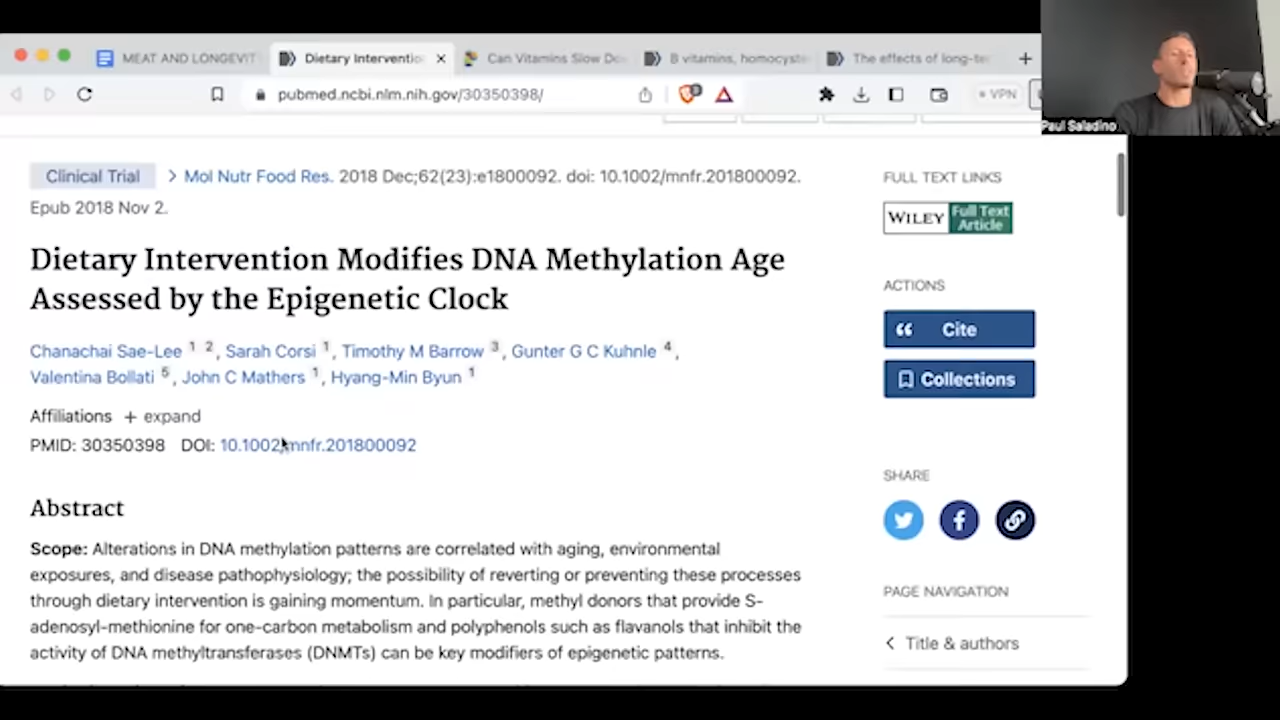 MEAT AND LONGEVIT
Dietary Interventio
Can Vitamins Slow Do
B vitamins, homocyste
The effects of long-te
pubmed.ncbi.nlm.nih.gov/30350398/
VPN
Paul Saladino
Clinical Trial
Mol Nutr Food Res. 2018 Dec;62(23):e1800092. doi: 10.1002/mnfr.201800092.
Epub 2018 Nov 2.
Dietary Intervention Modifies DNA Methylation Age
Assessed by the Epigenetic Clock
Chanachai Sae-Lee 1 2, Sarah Corsi 1, Timothy M Barrow 3, Gunter G C Kuhnle 4,
Valentina Bollati 5, John C Mathers 1, Hyang-Min Byun 1
Affiliations + expand
PMID: 30350398 DOI: 10.1002/mnfr.201800092
Abstract
Scope: Alterations in DNA methylation patterns are correlated with aging, environmental
exposures, and disease pathophysiology; the possibility of reverting or preventing these processes
through dietary intervention is gaining momentum. In particular, methyl donors that provide S-
adenosyl-methionine for one-carbon metabolism and polyphenols such as flavanols that inhibit the
activity of DNA methyltransferases (DNMTs) can be key modifiers of epigenetic patterns.
FULL TEXT LINKS
WILEY Full Text
Article
ACTIONS
Cite
Collections
SHARE
PAGE NAVIGATION
Title & authors